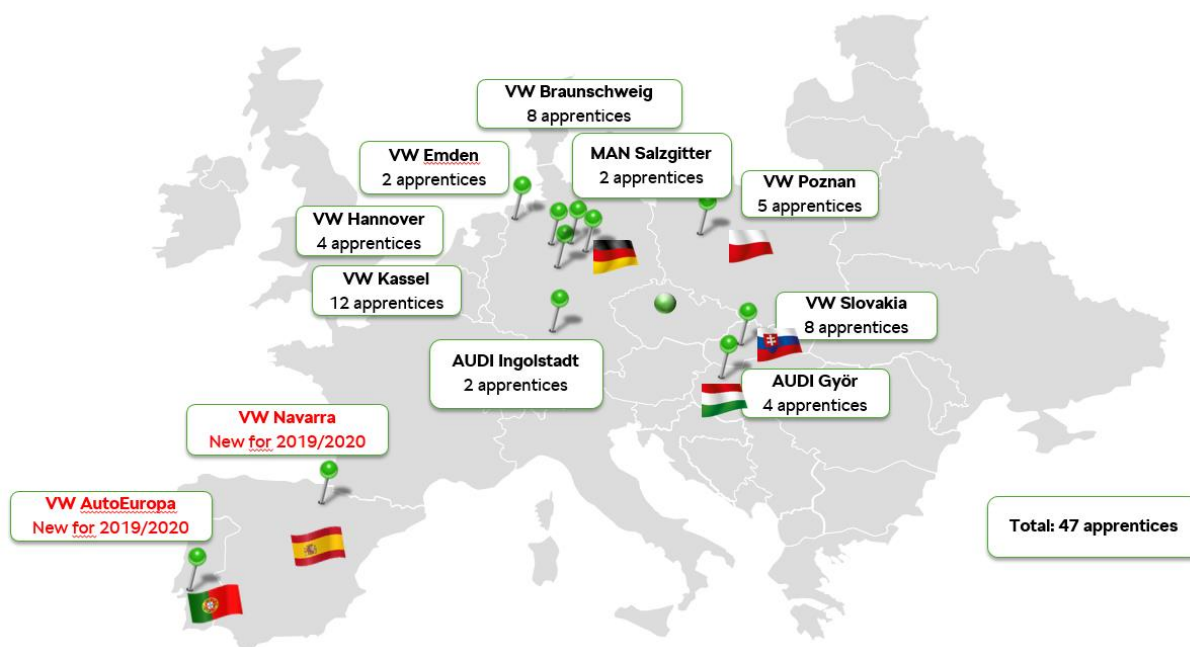 VW Braunschweig
8 apprentices
VW Emden
2 apprentices
MAN Salzgitter
2 apprentices
VW Poznan
5 apprentices
VW Hannover
4 apprentices
VW Kassel
12 apprentices
VW Slovakia
8 apprentices
AUDI Ingolstadt
2 apprentices
AUDI Györ
4 apprentices
VW Navarra
New for 2019/2020
VW AutoEuropa
New for 2019/2020
Total: 47 apprentices